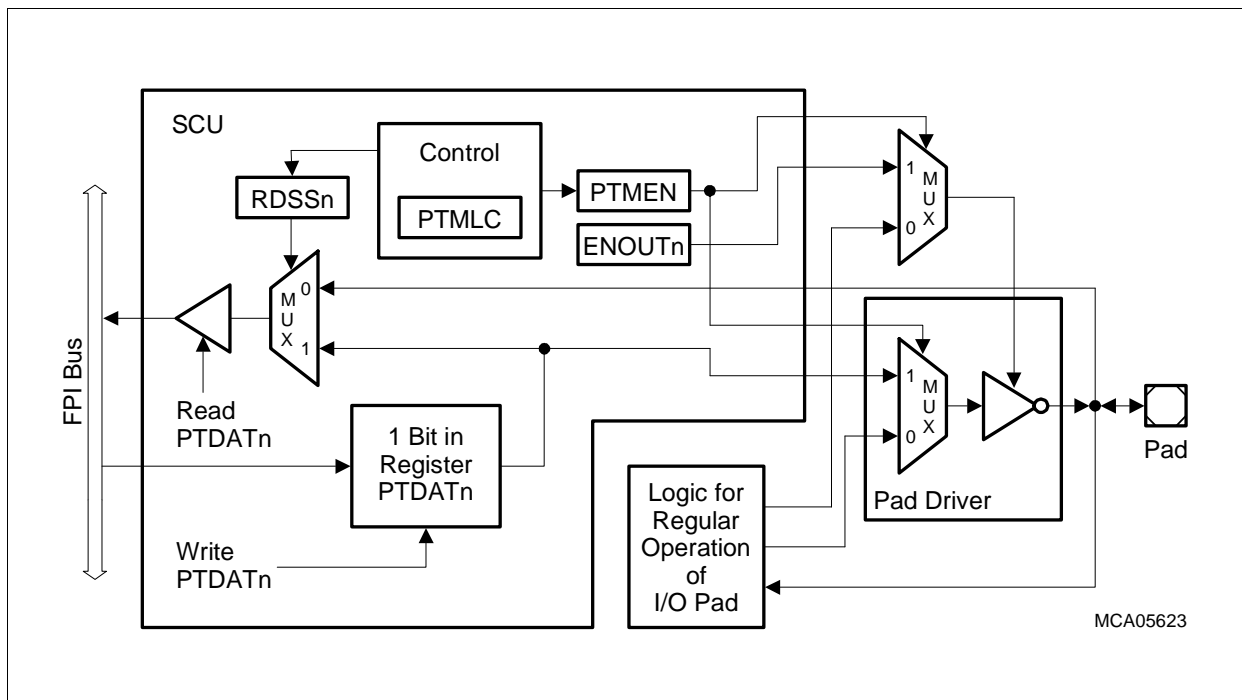 SCU
Control
RDSSn
PTMLC
PTMEN
ENOUTn
1
0
MUX
MUX
0
1
FPI Bus
Read
PTDATn
1 Bit in
Register
PTDATn
Write
PTDATn
1
0
MUX
Pad Driver
Pad
Logic for
Regular
Operation
of
I/O Pad
MCA05623